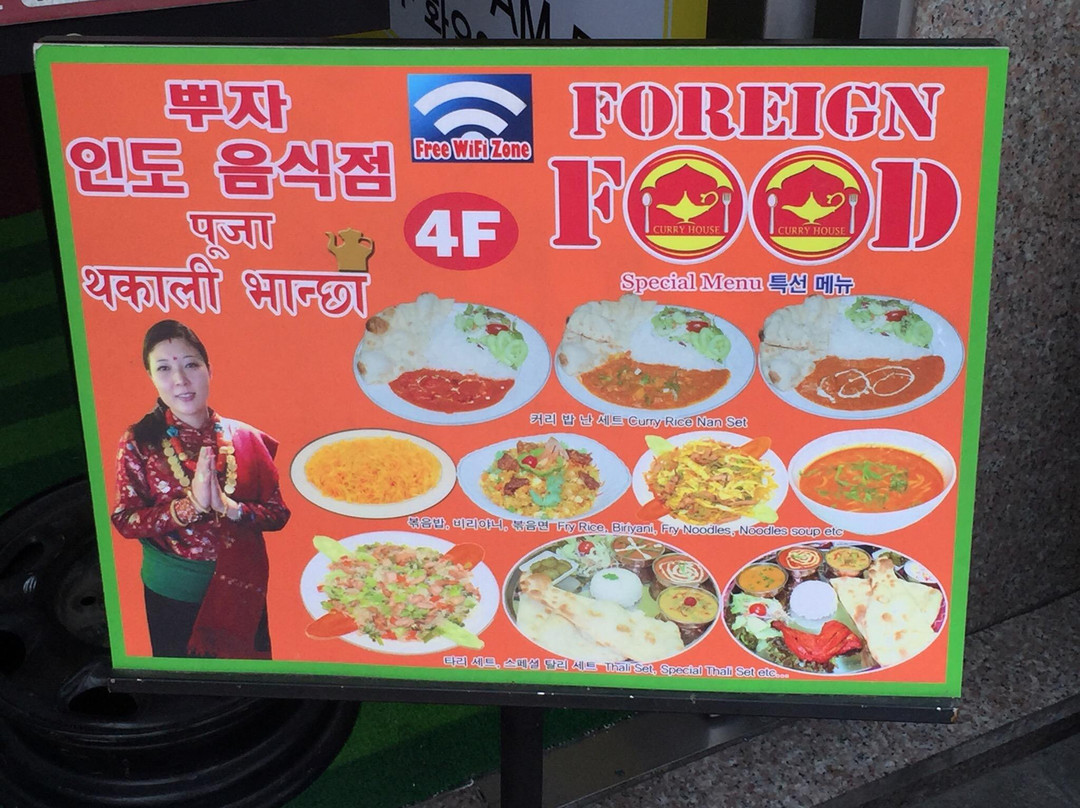 뿌자
인도 음식점
पूजा
थकाली भान्छा
Free WiFi Zone
4F
FOREIGN
FOOD
CURRY HOUSE
CURRY HOUSE
Special Menu 특선 메뉴
커리 밥 난 세트 Curry Rice Nan Set
볶음밥, 비리야니, 볶음면 Fry Rice, Biriyani, Fry Noodles, Noodles soup etc
타리 세트, 스페셜 탈리 세트 Thali Set, Special Thali Set etc...